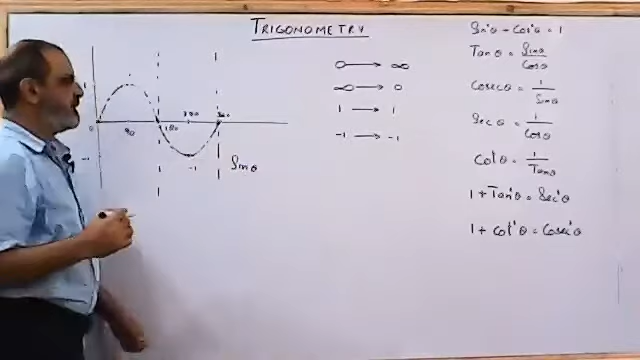 TRIGONOMETRY
Sin²θ - Cos²θ = 1
Tanθ = Sinθ/Cosθ
Cosecθ = 1/Sinθ
Secθ = 1/Cosθ
Cotθ = 1/Tanθ
1 + Tan²θ = Sec²θ
1 + Cot²θ = Cosec²θ
0 → ∞
∞ → 0
1 → 1
-1 → -1
1
0 90 180 360
-1
-1
Sinθ